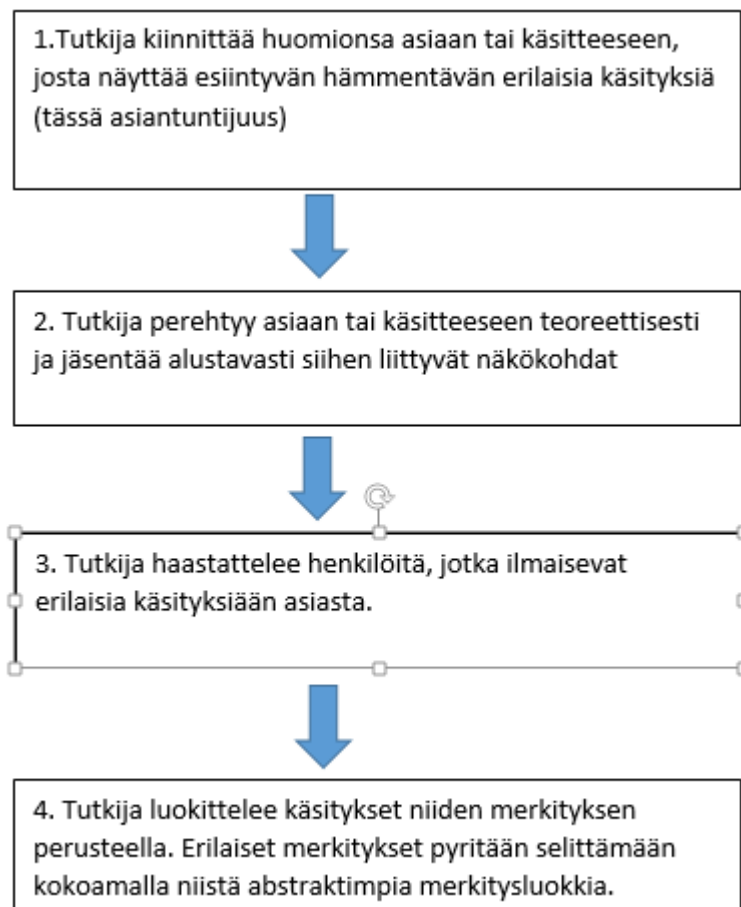 1.Tutkija kiinnittää huomionsa asiaan tai käsitteeseen,
josta näyttää esiintyvän hämmentävän erilaisia käsityksiä
(tässä asiantuntijuus)
2. Tutkija perehtyy asiaan tai käsitteeseen teoreettisesti
ja jäsentää alustavasti siihen liittyvät näkökohdat
3. Tutkija haastattelee henkilöitä, jotka ilmaisevat
erilaisia käsityksiään asiasta.
4. Tutkija luokittelee käsitykset niiden merkityksen
perusteella. Erilaiset merkitykset pyritään selittämään
kokoamalla niistä abstraktimpia merkitysluokkia.